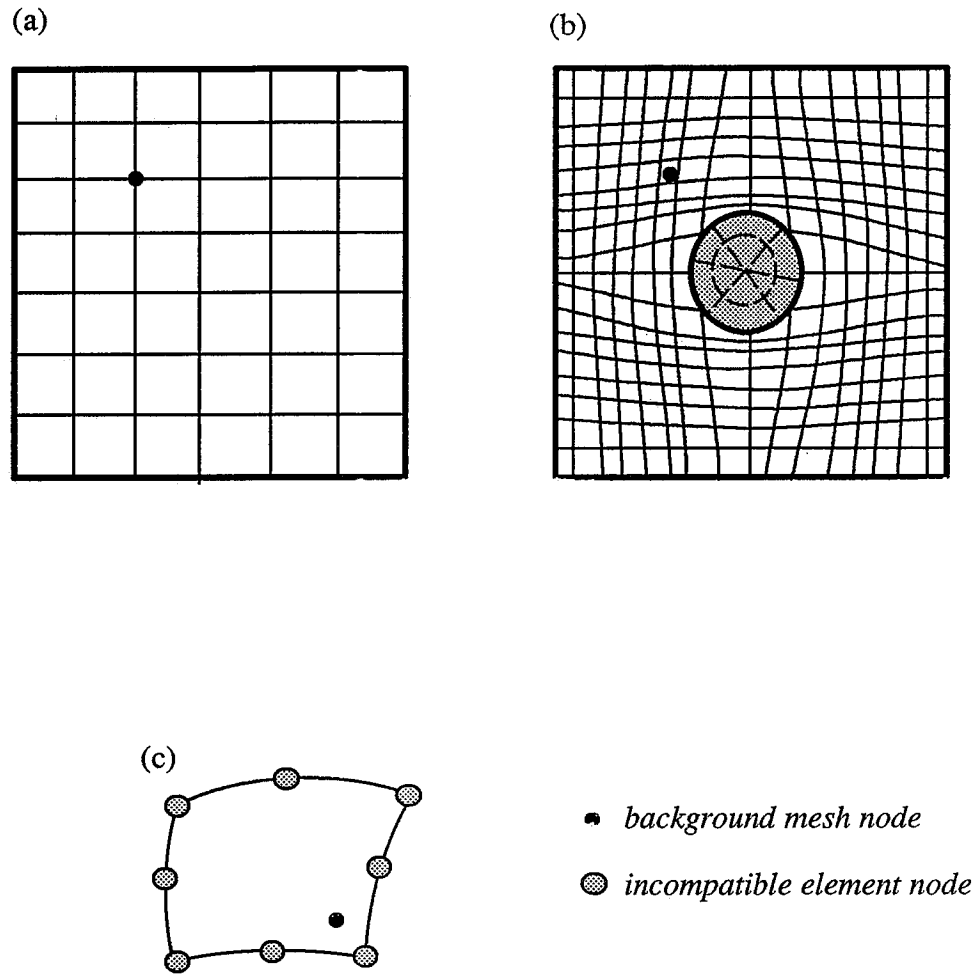 (a)
(b)
(c)
background mesh node
incompatible element node